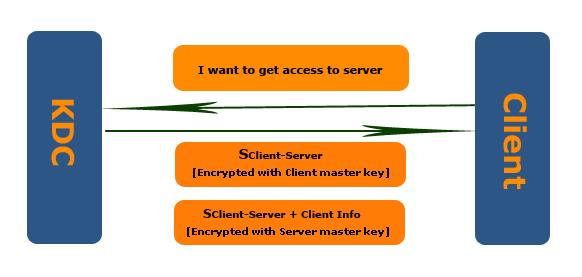 KDC
I want to get access to server
SClient-Server
[Encrypted with Client master key]
SClient-Server + Client Info
[Encrypted with Server master key]
Client